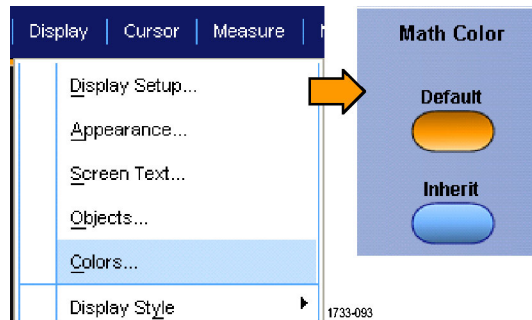 Display | Cursor | Measure |
Display Setup...
Appearance...
Screen Text...
Objects...
Colors...
Display Style
1733-093
Math Color
Default
Inherit